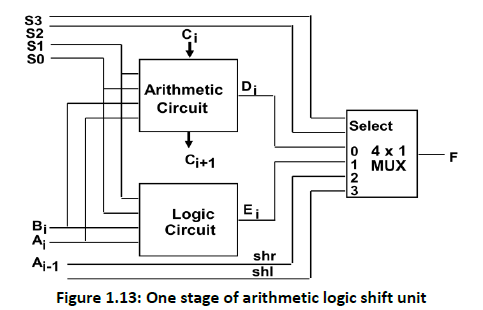 S3
S2
S1
S0
Ci
Arithmetic
Circuit
Di
Ci+1
Select
0 4 x 1
1 MUX
2
3
F
Logic
Circuit
Ei
Bi
Ai
Ai-1
shr
shl
Figure 1.13: One stage of arithmetic logic shift unit